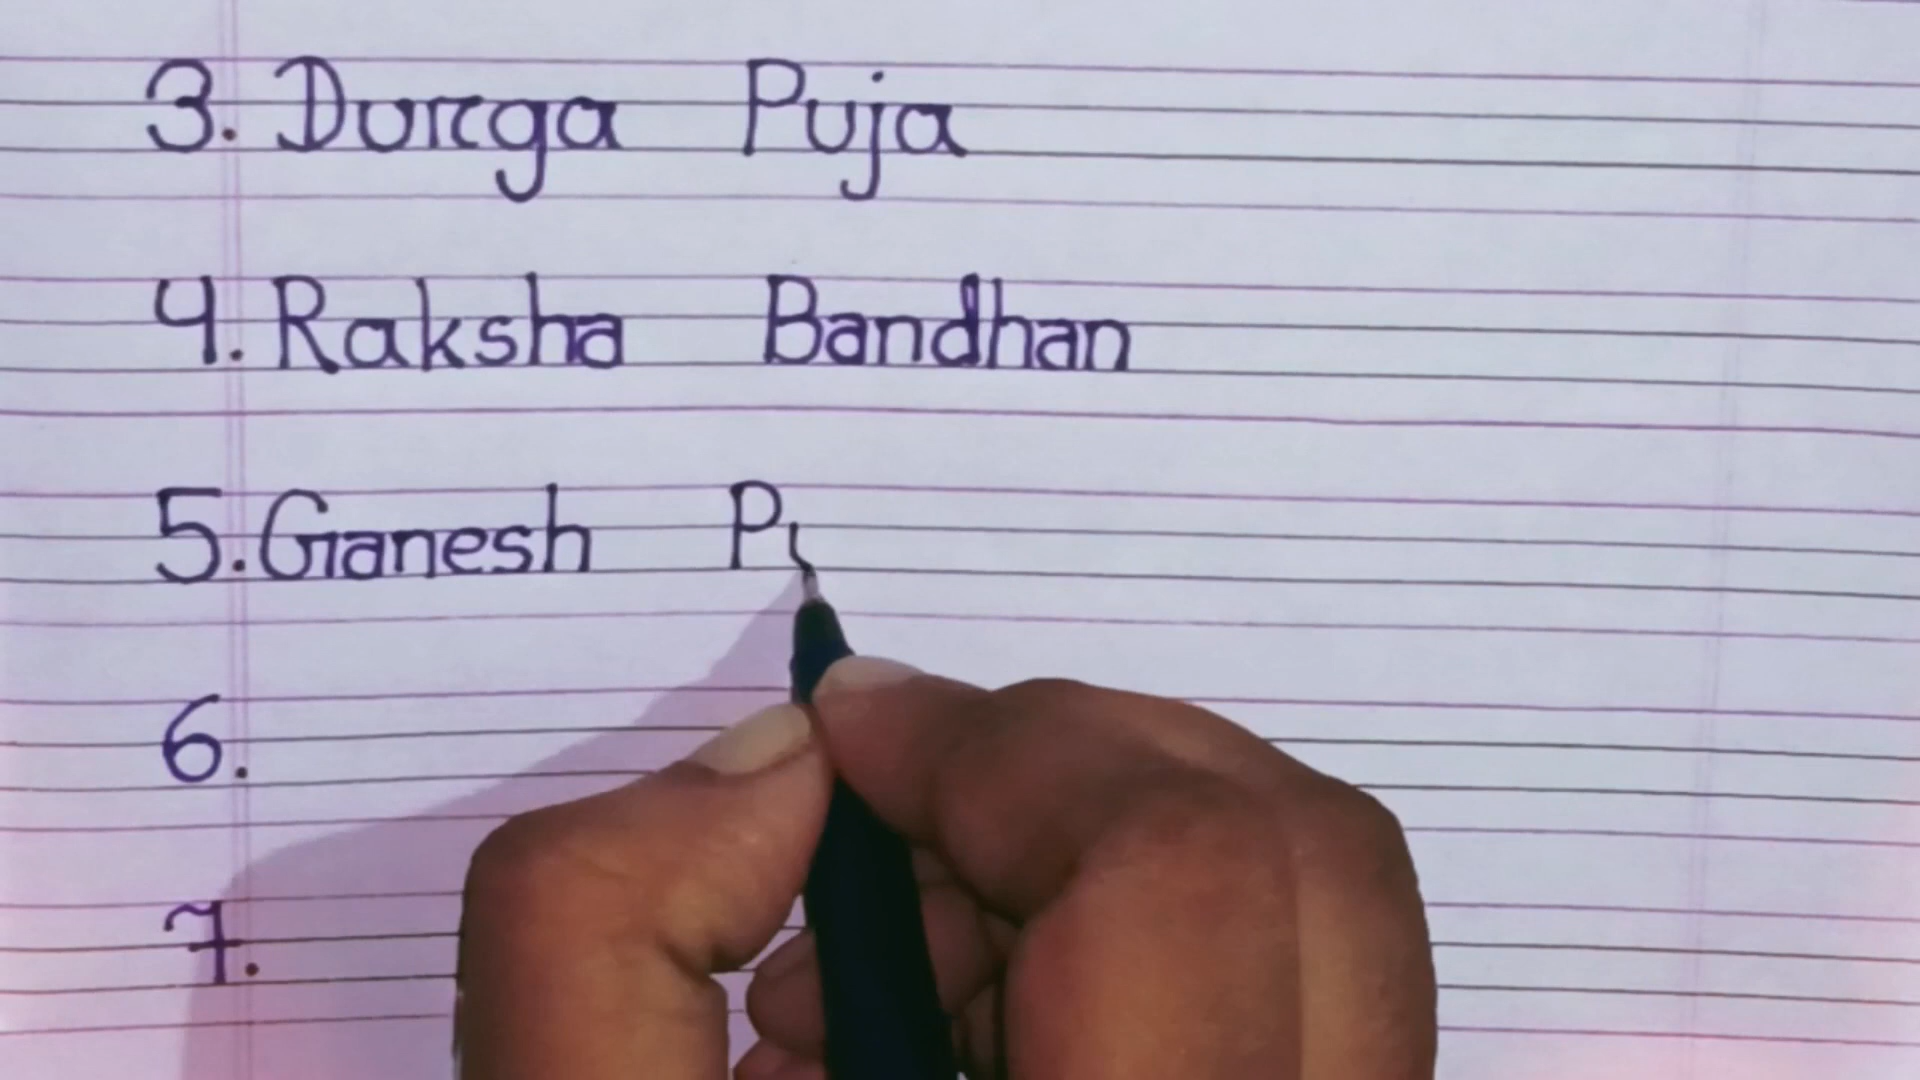 3. Durga Puja
4. Raksha Bandhan
5. Ganesh P
6.
7.